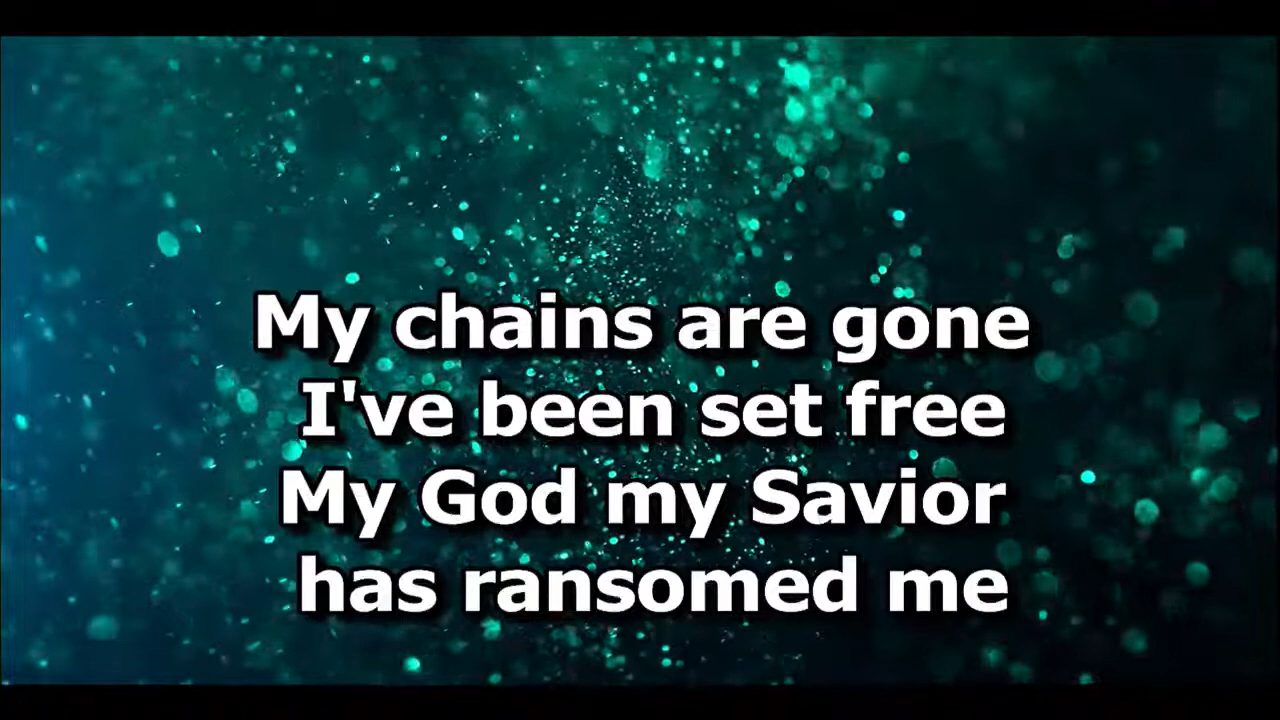 My chains are gone
I've been set free
My God my Savior
has ransomed me